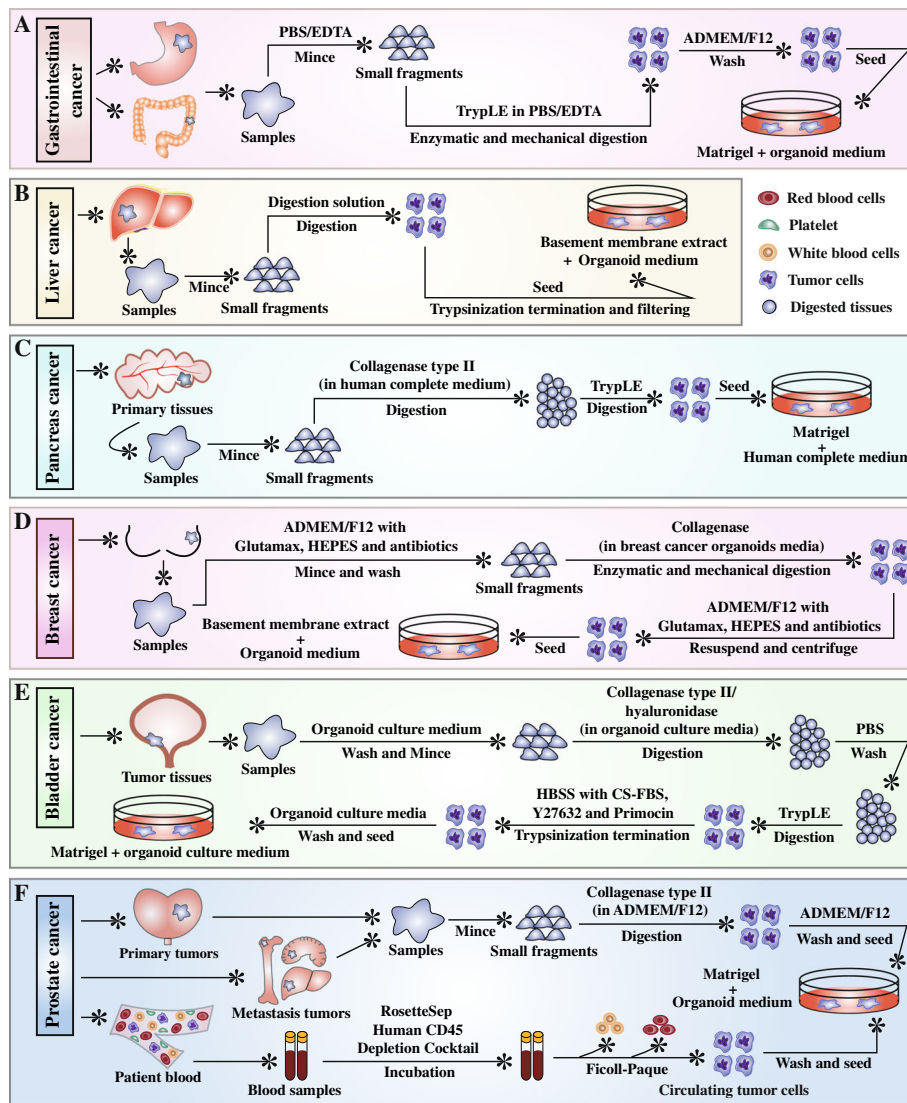 A
Gastrointestinal
cancer
PBS/EDTA
Mince
Small fragments
Samples
TrypLE in PBS/EDTA
Enzymatic and mechanical digestion
ADMEM/F12
Wash
Seed
Matrigel + organoid medium
B
Liver cancer
Samples
Mince
Small fragments
Digestion solution
Digestion
Basement membrane extract
+ Organoid medium
Seed
Trypsinization termination and filtering
Red blood cells
Platelet
White blood cells
Tumor cells
Digested tissues
C
Pancreas cancer
Primary tissues
Samples
Mince
Small fragments
Collagenase type II
(in human complete medium)
Digestion
TrypLE
Digestion
Seed
Matrigel
+
Human complete medium
D
Breast cancer
Samples
ADMEM/F12 with
Glutamax, HEPES and antibiotics
Mince and wash
Small fragments
Collagenase
(in breast cancer organoids media)
Enzymatic and mechanical digestion
ADMEM/F12 with
Glutamax, HEPES and antibiotics
Resuspend and centrifuge
Seed
Basement membrane extract
+
Organoid medium
E
Bladder cancer
Tumor tissues
Samples
Organoid culture medium
Wash and Mince
Collagenase type II/
hyaluronidase
(in organoid culture media)
Digestion
PBS
Wash
TrypLE
Digestion
HBSS with CS-FBS,
Y27632 and Primocin
Trypsinization termination
Organoid culture media
Wash and seed
Matrigel + organoid culture medium
F
Prostate cancer
Primary tumors
Metastasis tumors
Patient blood
Samples
Mince
Small fragments
Collagenase type II
(in ADMEM/F12)
Digestion
ADMEM/F12
Wash and seed
Matrigel
+
Organoid medium
Blood samples
RosetteSep
Human CD45
Depletion Cocktail
Incubation
Ficoll-Paque
Circulating tumor cells
Wash and seed